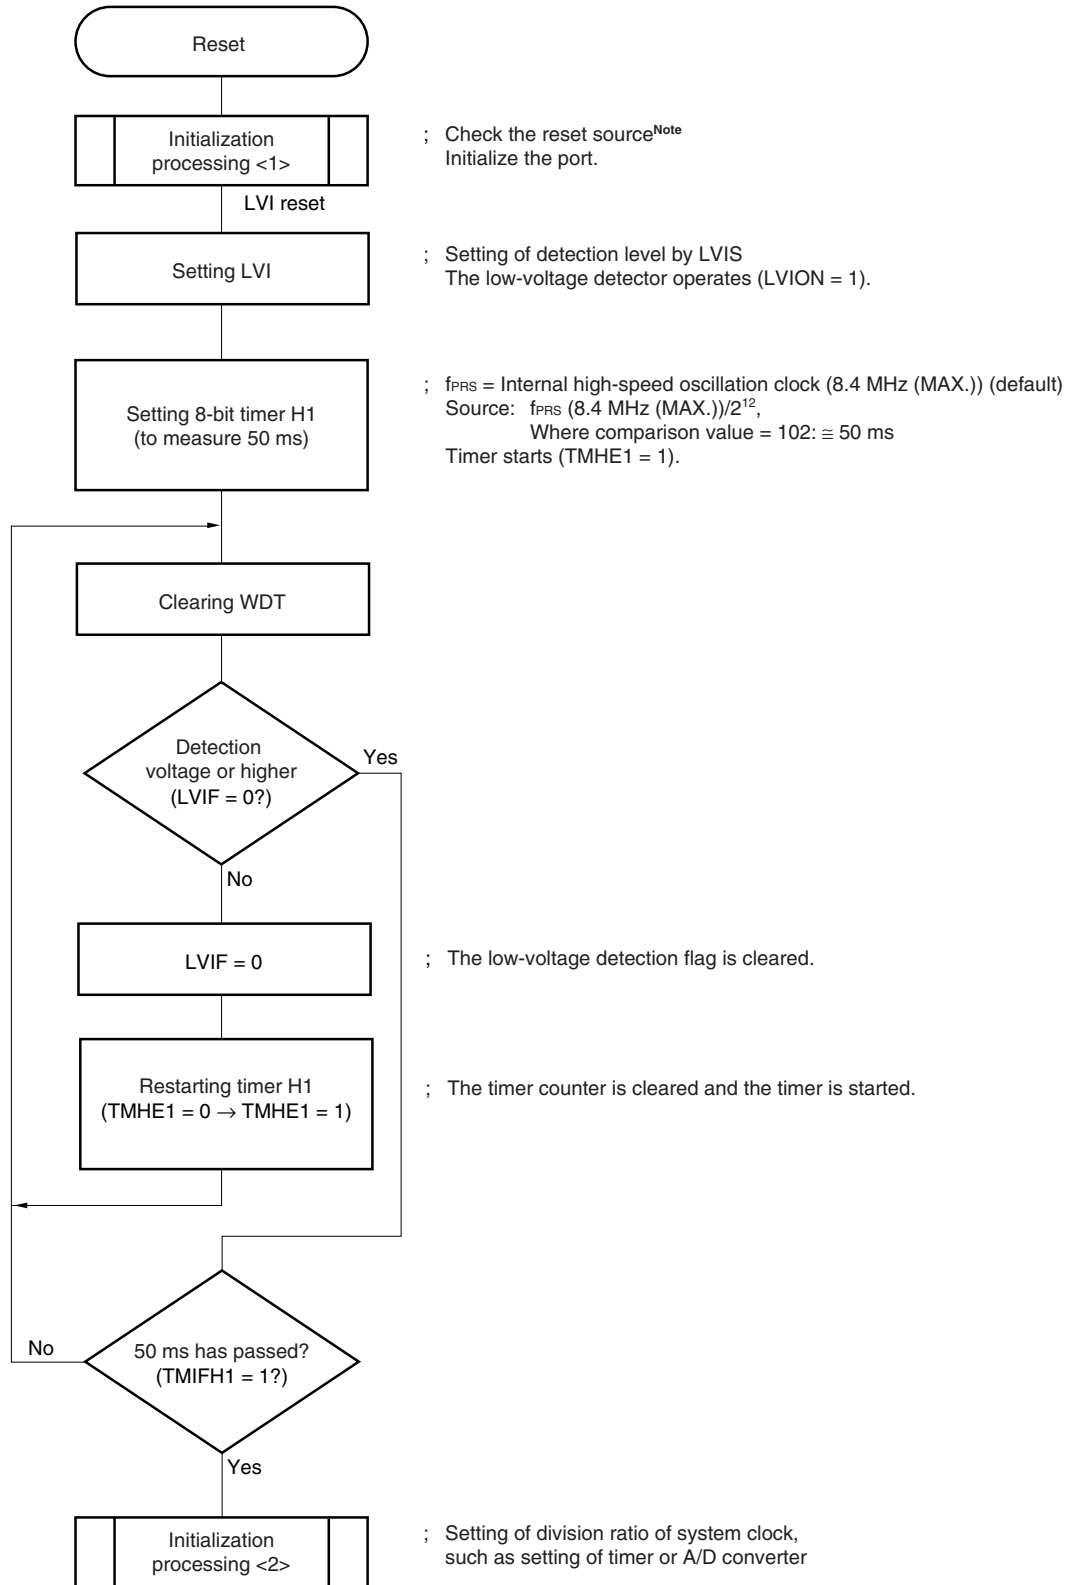 Reset
Initialization
processing <1>
; Check the reset sourceNote
Initialize the port.
LVI reset
Setting LVI
; Setting of detection level by LVIS
The low-voltage detector operates (LVION = 1).
Setting 8-bit timer H1
(to measure 50 ms)
; fPRS = Internal high-speed oscillation clock (8.4 MHz (MAX.)) (default)
Source: fPRS (8.4 MHz (MAX.))/2¹²,
Where comparison value = 102: ≅ 50 ms
Timer starts (TMHE1 = 1).
Clearing WDT
Detection
voltage or higher
(LVIF = 0?)
Yes
No
LVIF = 0
; The low-voltage detection flag is cleared.
Restarting timer H1
(TMHE1 = 0 → TMHE1 = 1)
; The timer counter is cleared and the timer is started.
No
50 ms has passed?
(TMIFH1 = 1?)
Yes
Initialization
processing <2>
; Setting of division ratio of system clock,
such as setting of timer or A/D converter